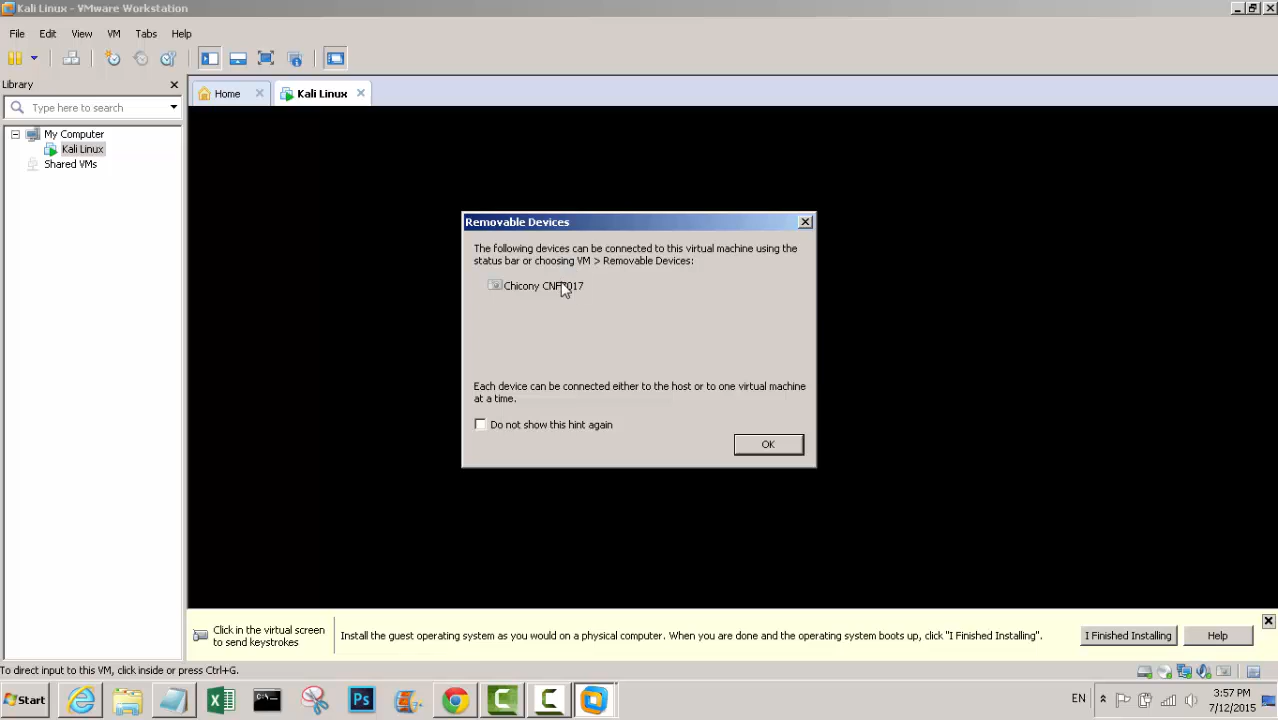 Kali Linux - VMware Workstation
File Edit View VM Tabs Help
Library
Type here to search
My Computer
Kali Linux
Shared VMs
Home
Kali Linux
Removable Devices
The following devices can be connected to this virtual machine using the
status bar or choosing VM > Removable Devices:
Chicony CNF7017
Each device can be connected either to the host or to one virtual machine
at a time.
Do not show this hint again
OK
Click in the virtual screen
to send keystrokes
Install the guest operating system as you would on a physical computer. When you are done and the operating system boots up, click "I Finished Installing".
I Finished Installing
Help
To direct input to this VM, click inside or press Ctrl+G.
Start
Ps
EN
3:57 PM
7/12/2015